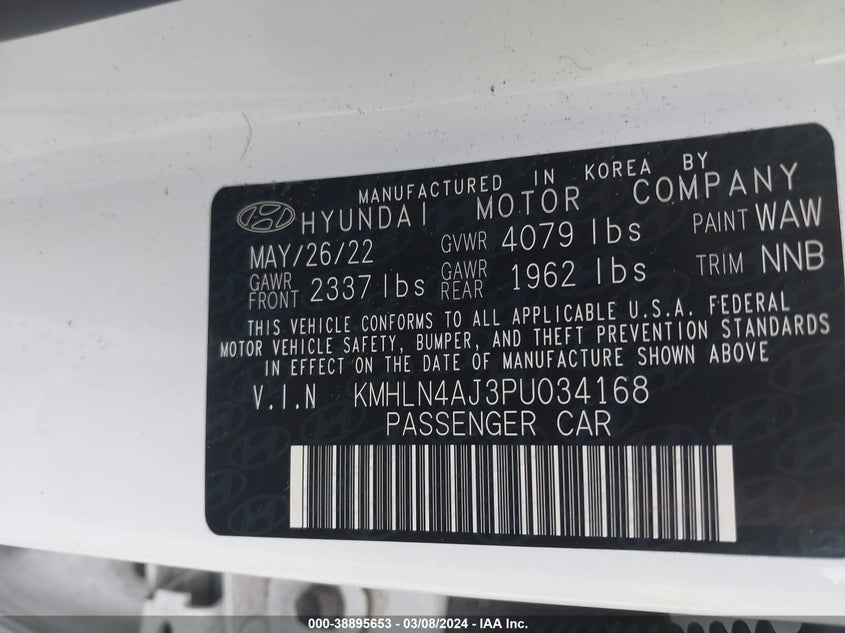 MANUFACTURED IN KOREA BY
HYUNDAI MOTOR COMPANY
MAY/26/22 GVWR 4079 lbs PAINT WAW
GAWR FRONT 2337 lbs GAWR REAR 1962 lbs TRIM NNB
THIS VEHICLE CONFORMS TO ALL APPLICABLE U.S.A. FEDERAL
MOTOR VEHICLE SAFETY, BUMPER, AND THEFT PREVENTION STANDARDS
IN EFFECT ON THE DATE OF MANUFACTURE SHOWN ABOVE
V.I.N KMHLN4AJ3PU034168
PASSENGER CAR
000-38895653 - 03/08/2024 - IAA Inc.